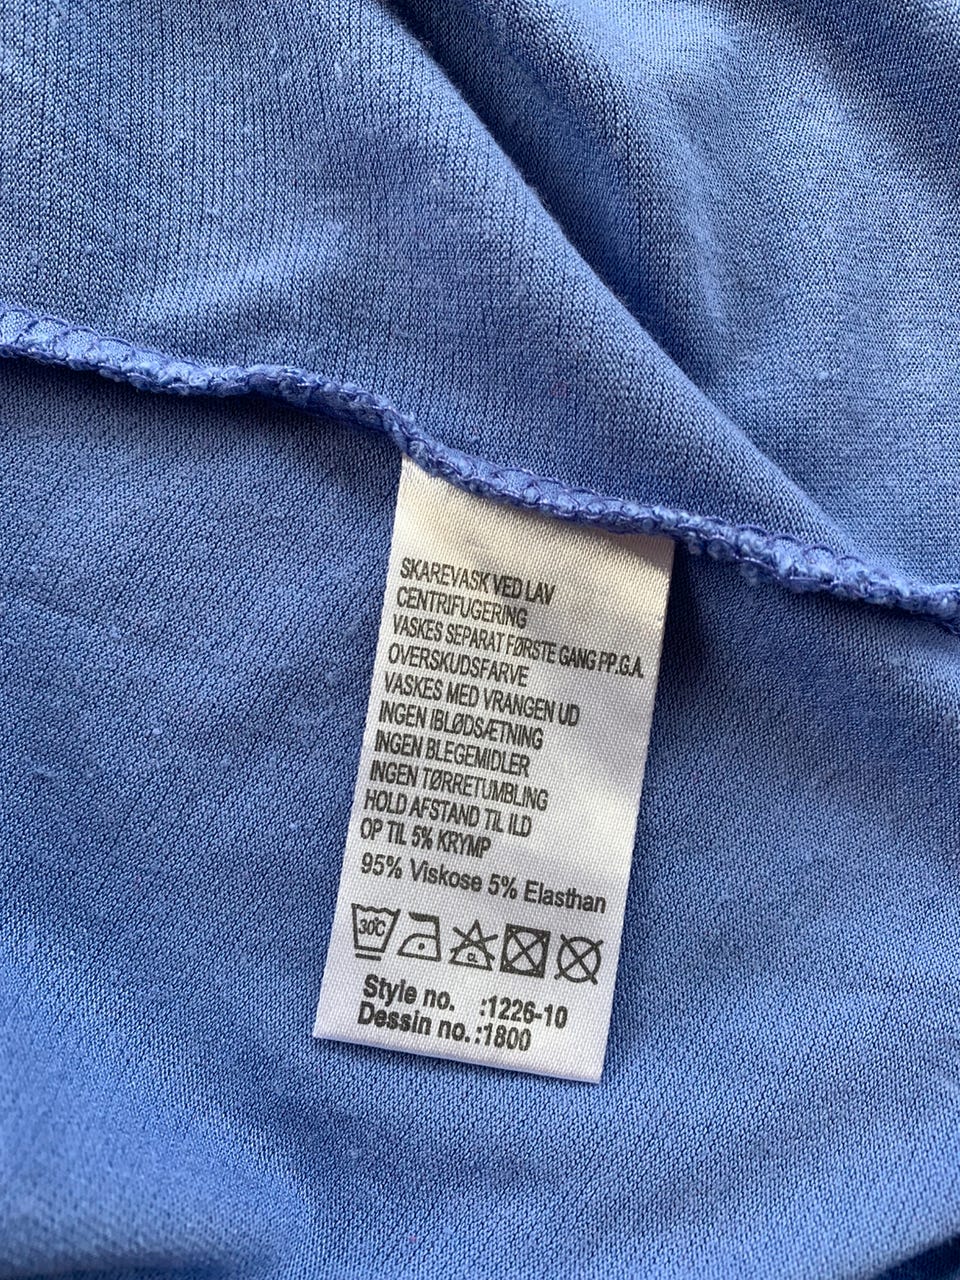 SKAREVASK VED LAV
CENTRIFUGERING
VASKES SEPARAT FØRSTE GANG PP.G.A.
OVERSKUDSFARVE
VASKES MED VRANGEN UD
INGEN IBLØDSÆTNING
INGEN BLEGEMIDLER
INGEN TØRRETUMBLING
HOLD AFSTAND TIL ILD
OP TIL 5% KRYMP
95% Viskose 5% Elasthan
30°C CL
Style no. :1226-10
Dessin no.:1800